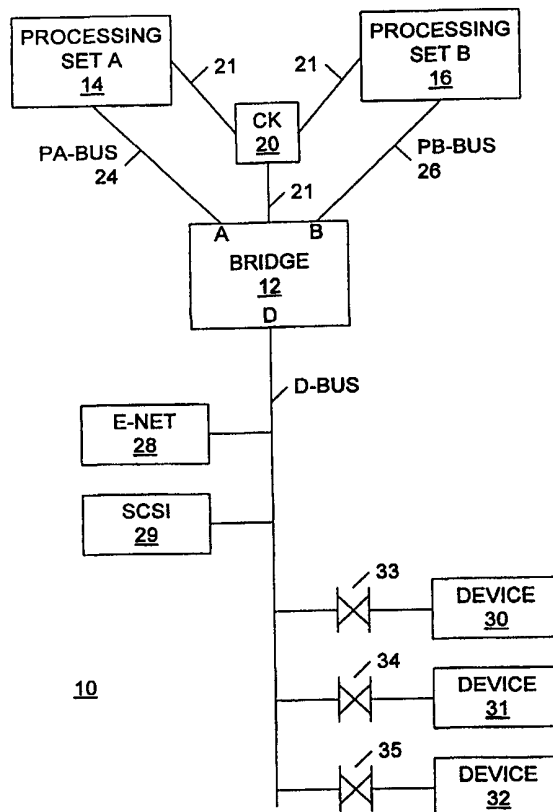 PROCESSING
SET A
14
PROCESSING
SET B
16
21
21
CK
20
PA-BUS
24
PB-BUS
26
21
A
B
BRIDGE
12
D
D-BUS
E-NET
28
SCSI
29
33
DEVICE
30
34
DEVICE
31
35
DEVICE
32
10